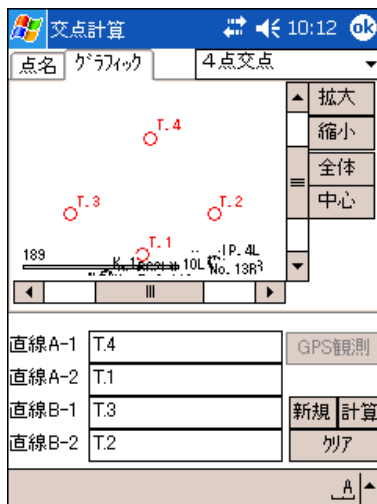 交点計算 10:12 ok
点名 ｸﾞﾗﾌｨｯｸ ４点交点
拡大
縮小
全体
中心
T.4
T.3
T.2
T.1
189
P.4L
10L
No.13R
直線A-1 T.4
GPS観測
直線A-2 T.1
直線B-1 T.3
新規 計算
直線B-2 T.2
ｸﾘｱ
A